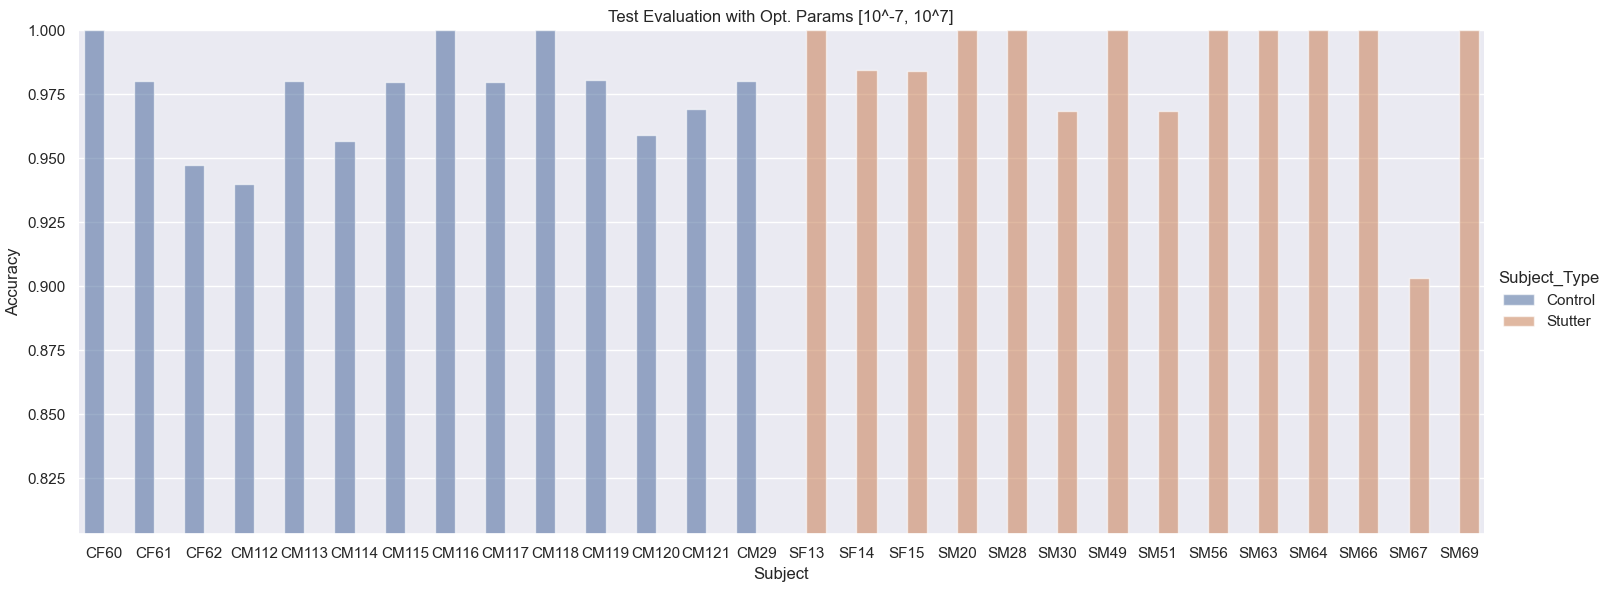 Test Evaluation with Opt. Params [10^-7, 10^7]
1.000
0.975
0.950
0.925
0.900
0.875
0.850
0.825
Accuracy
CF60 CF61 CF62 CM112 CM113 CM114 CM115 CM116 CM117 CM118 CM119 CM120 CM121 CM29 SF13 SF14 SF15 SM20 SM28 SM30 SM49 SM51 SM56 SM63 SM64 SM66 SM67 SM69
Subject
Subject_Type
Control
Stutter